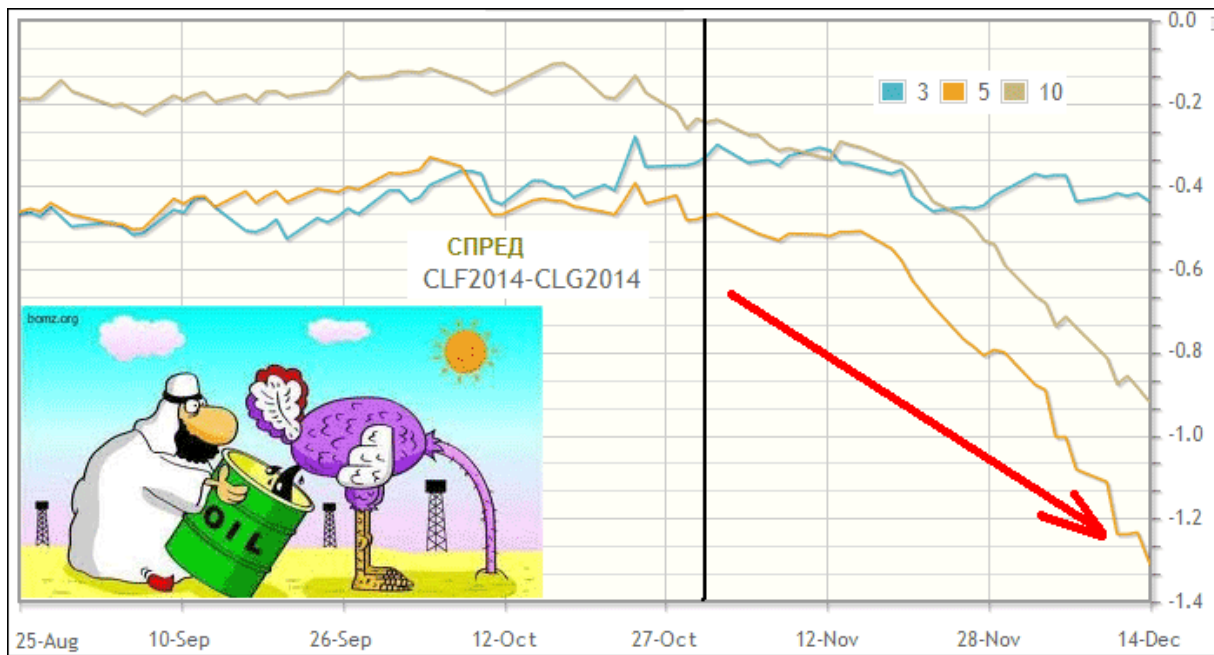 0.0
3 5 10
-0.2
-0.4
СПРЕД
CLF2014-CLG2014
-0.6
bomz.org
-0.8
-1.0
OIL
-1.2
-1.4
25-Aug 10-Sep 26-Sep 12-Oct 27-Oct 12-Nov 28-Nov 14-Dec